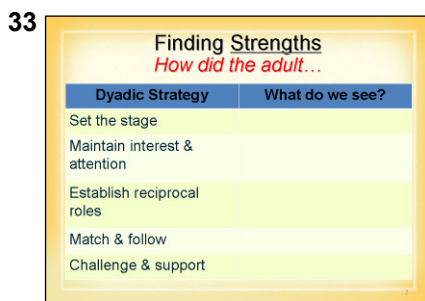 33
Finding Strengths
How did the adult…
Dyadic Strategy What do we see?
Set the stage
Maintain interest &
attention
Establish reciprocal
roles
Match & follow
Challenge & support